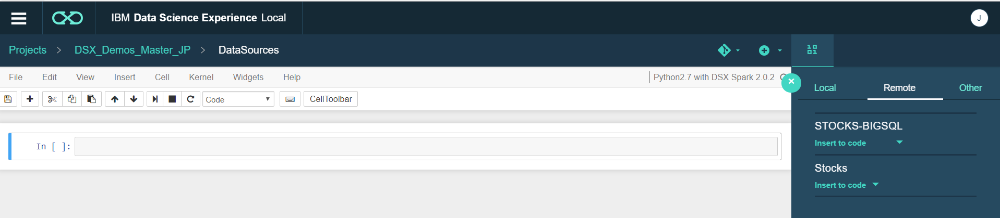 IBM Data Science Experience Local
J
Projects > DSX_Demos_Master_JP > DataSources
10
01
File Edit View Insert Cell Kernel Widgets Help
Python2.7 with DSX Spark 2.0.2
Code
CellToolbar
In [ ]:
Local Remote Other
STOCKS-BIGSQL
Insert to code
Stocks
Insert to code